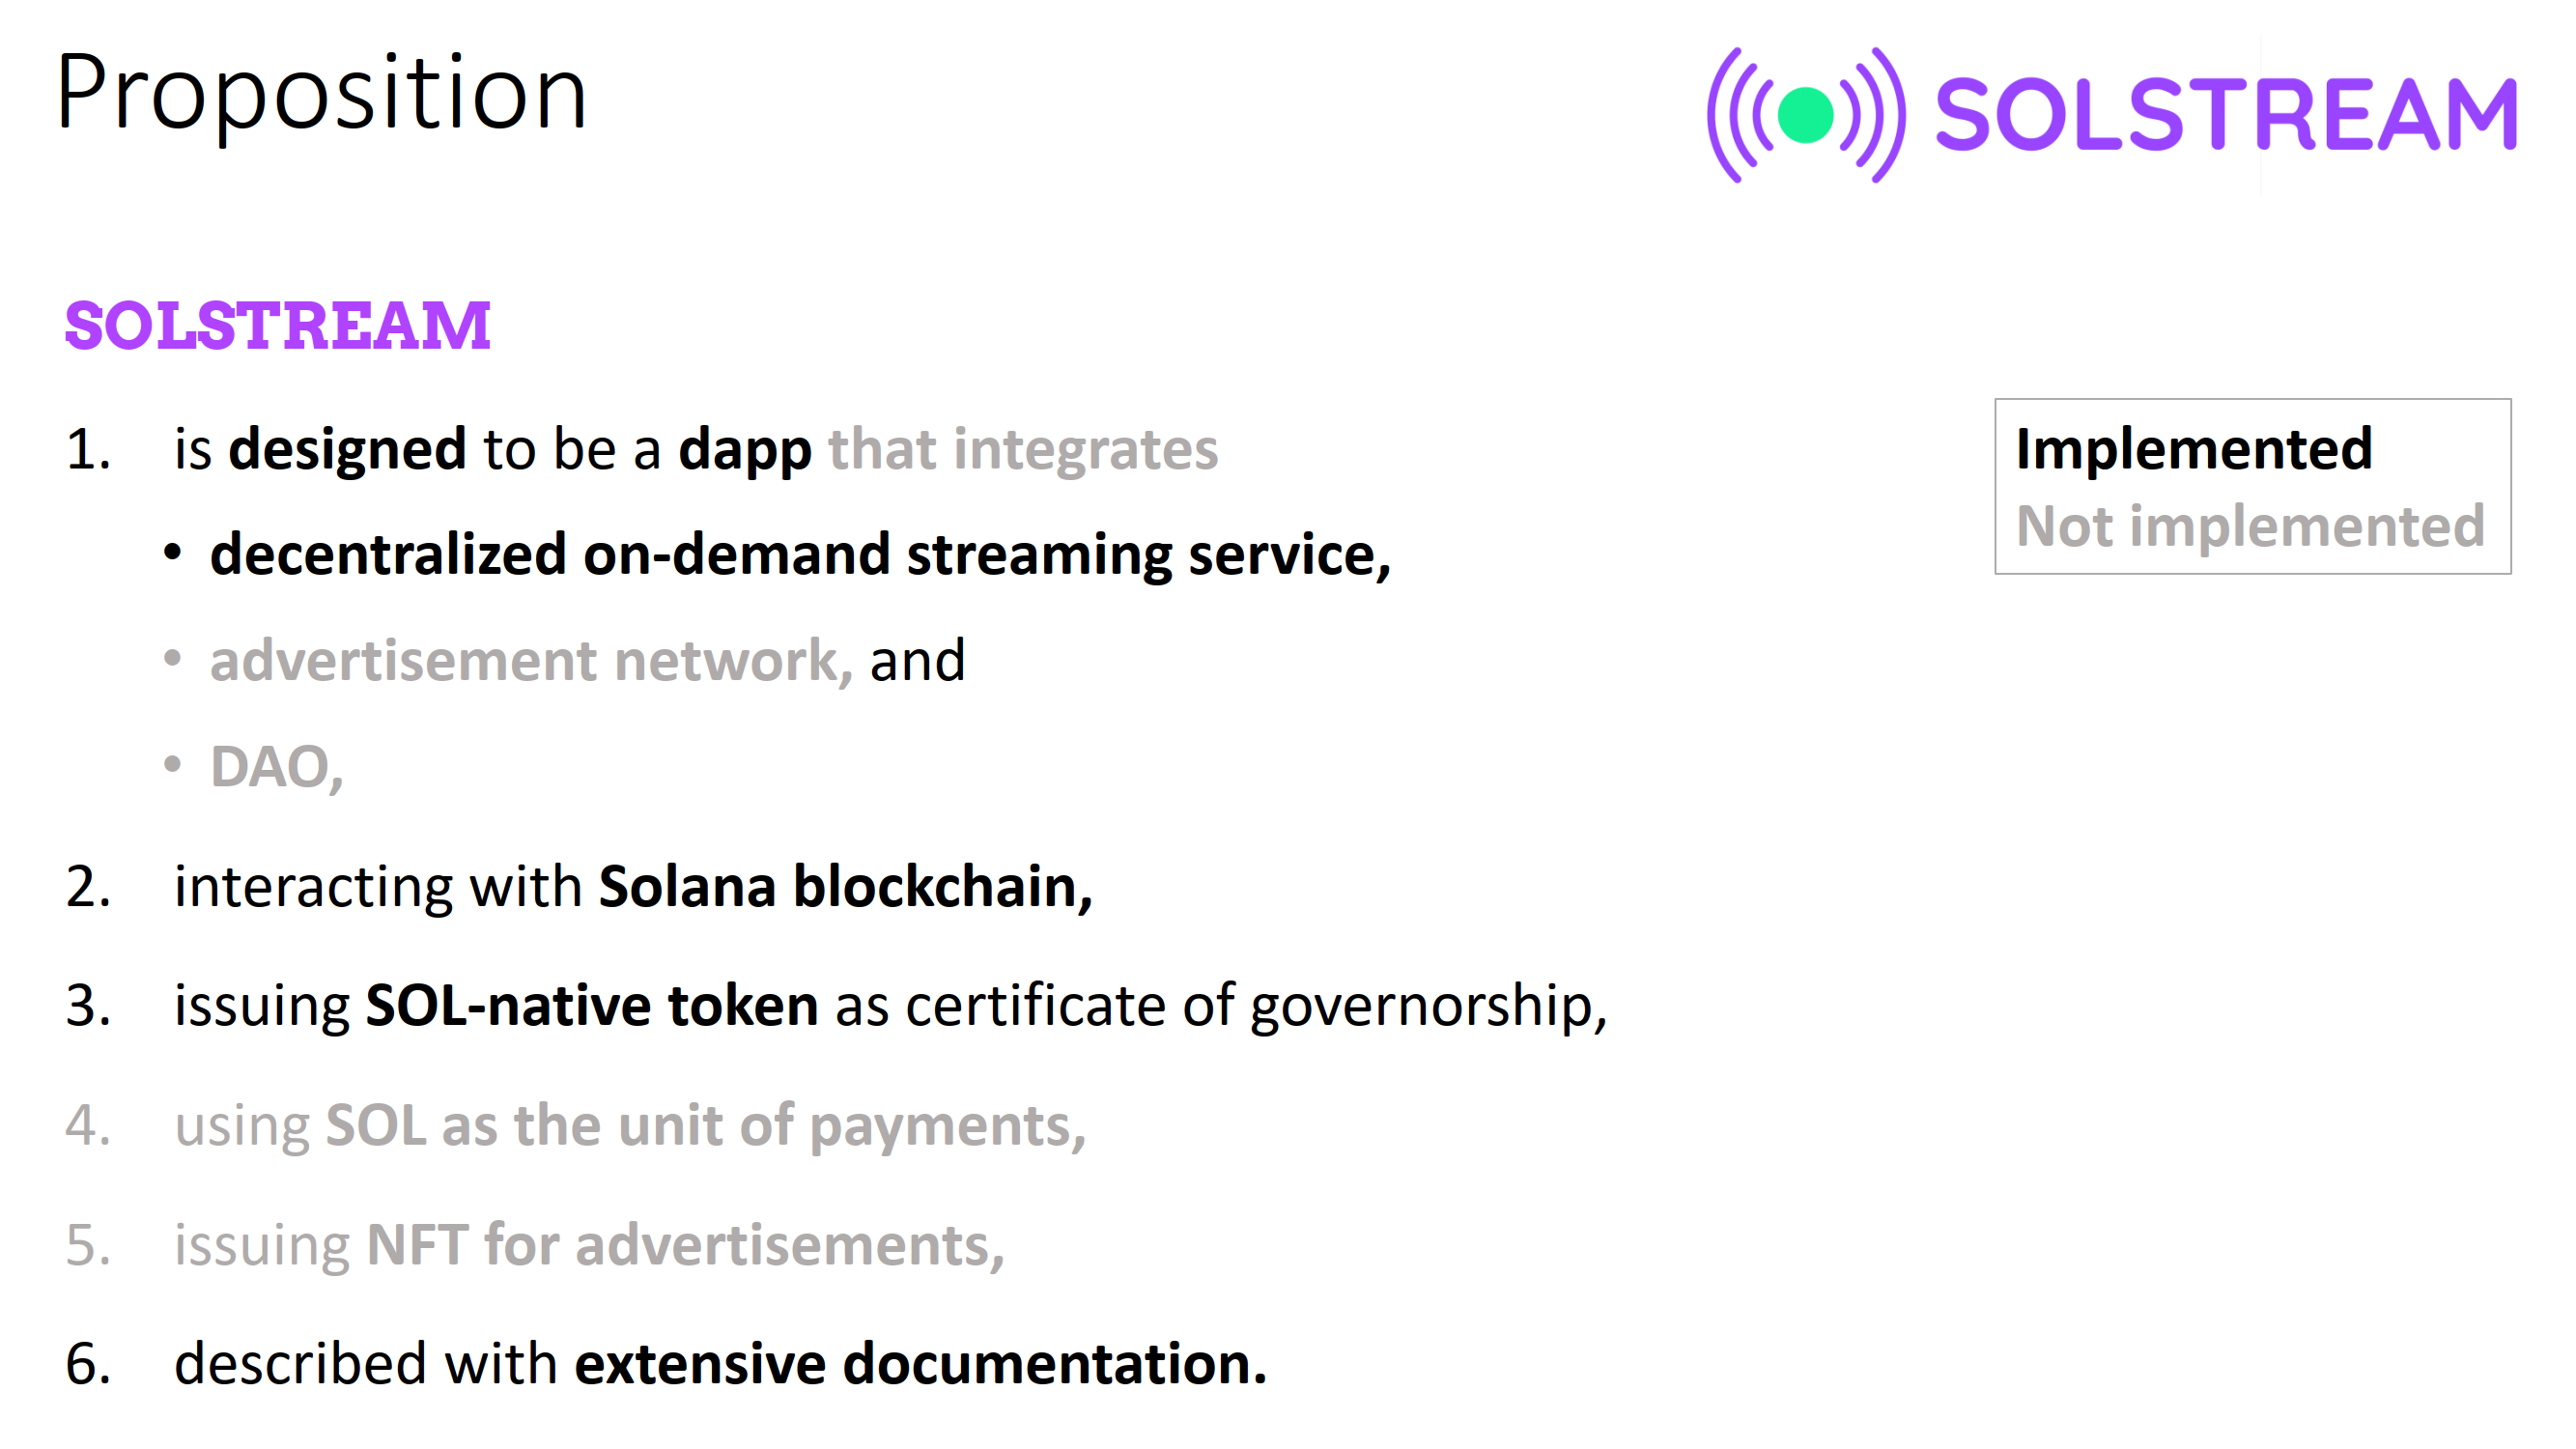 Proposition
SOLSTREAM
SOLSTREAM
1. is designed to be a dapp that integrates
• decentralized on-demand streaming service,
• advertisement network, and
• DAO,
2. interacting with Solana blockchain,
3. issuing SOL-native token as certificate of governorship,
4. using SOL as the unit of payments,
5. issuing NFT for advertisements,
6. described with extensive documentation.
Implemented
Not implemented